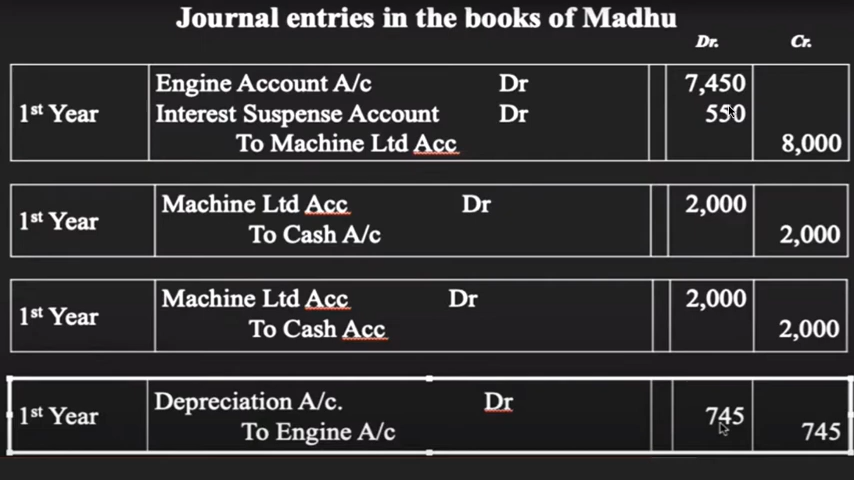 Journal entries in the books of Madhu
Dr. Cr.
1st Year
Engine Account A/c Dr 7,450
Interest Suspense Account Dr 550
To Machine Ltd Acc 8,000
1st Year
Machine Ltd Acc Dr 2,000
To Cash A/c 2,000
1st Year
Machine Ltd Acc Dr 2,000
To Cash Acc 2,000
1st Year
Depreciation A/c. Dr 745
To Engine A/c 745